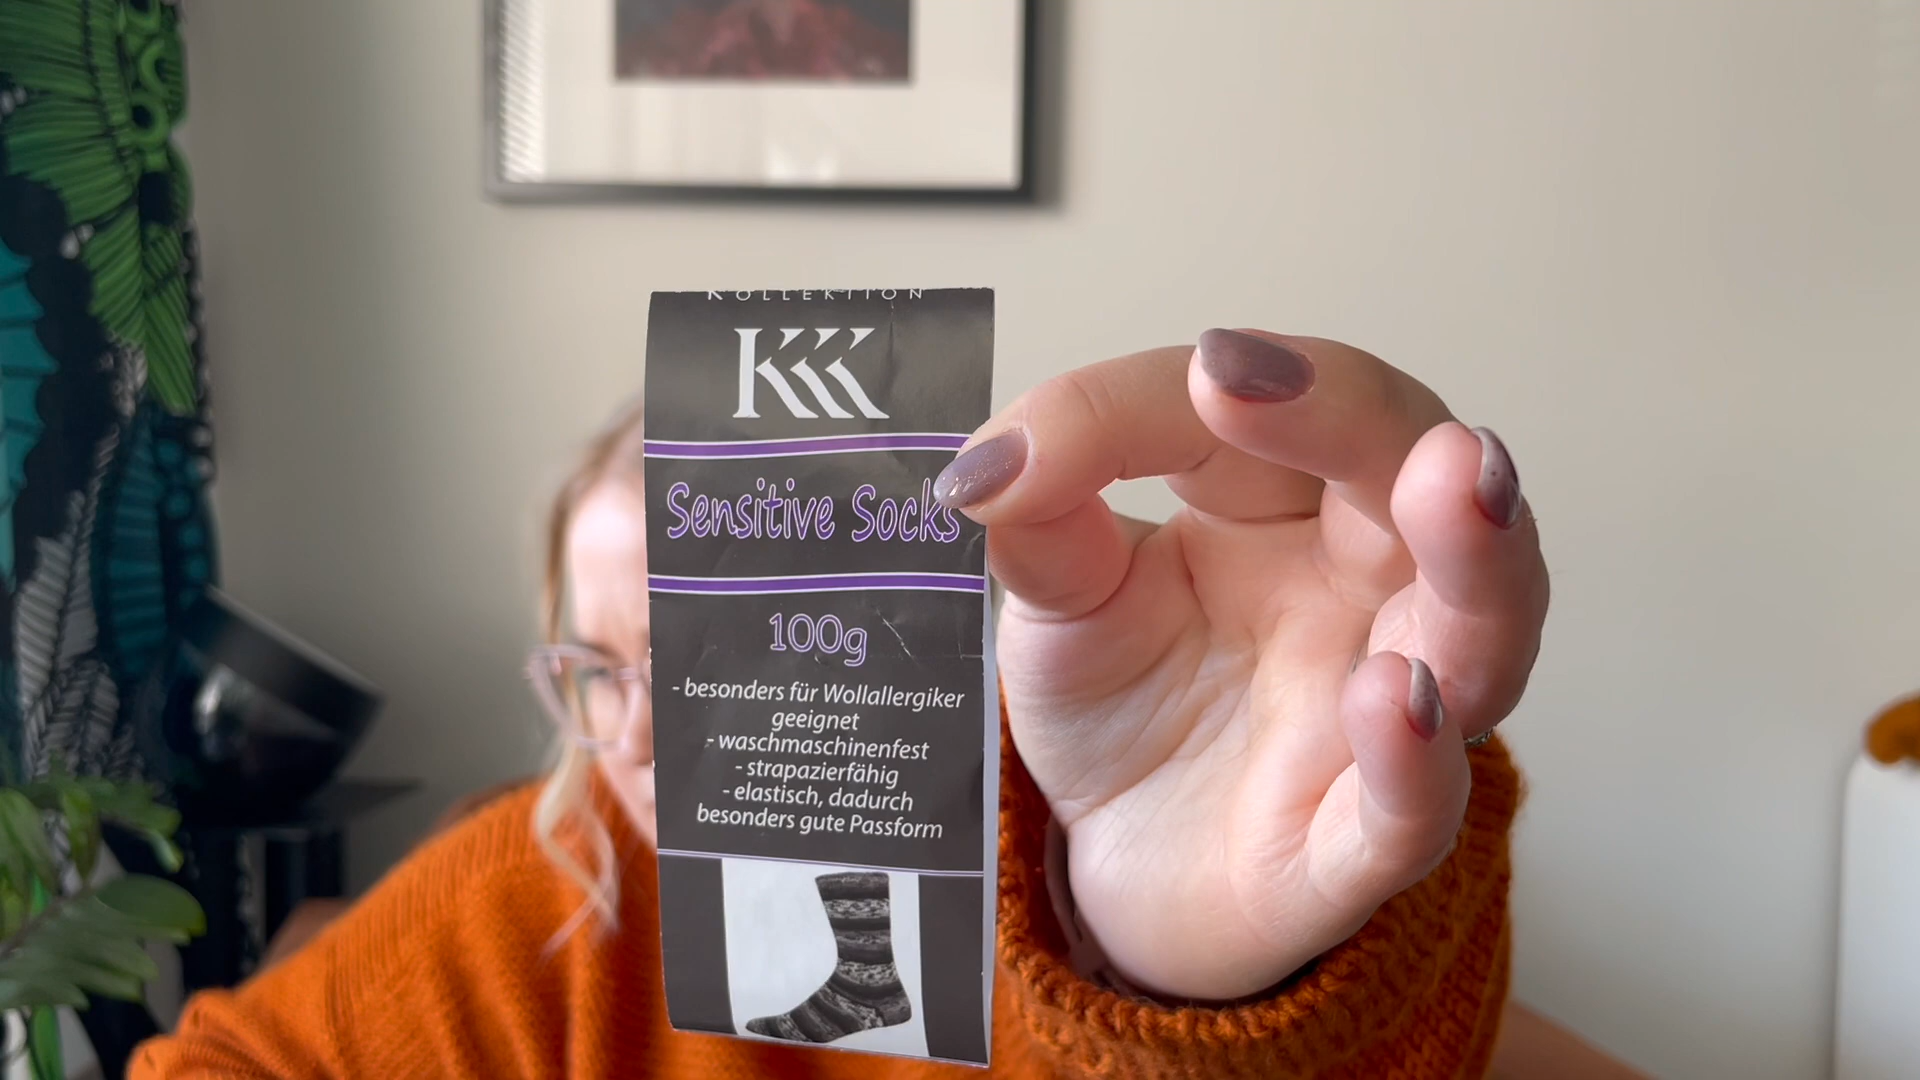 KOLLEKTION
KKK
Sensitive Socks
100g
- besonders für Wollallergiker
geeignet
- waschmaschinenfest
- strapazierfähig
- elastisch, dadurch
besonders gute Passform